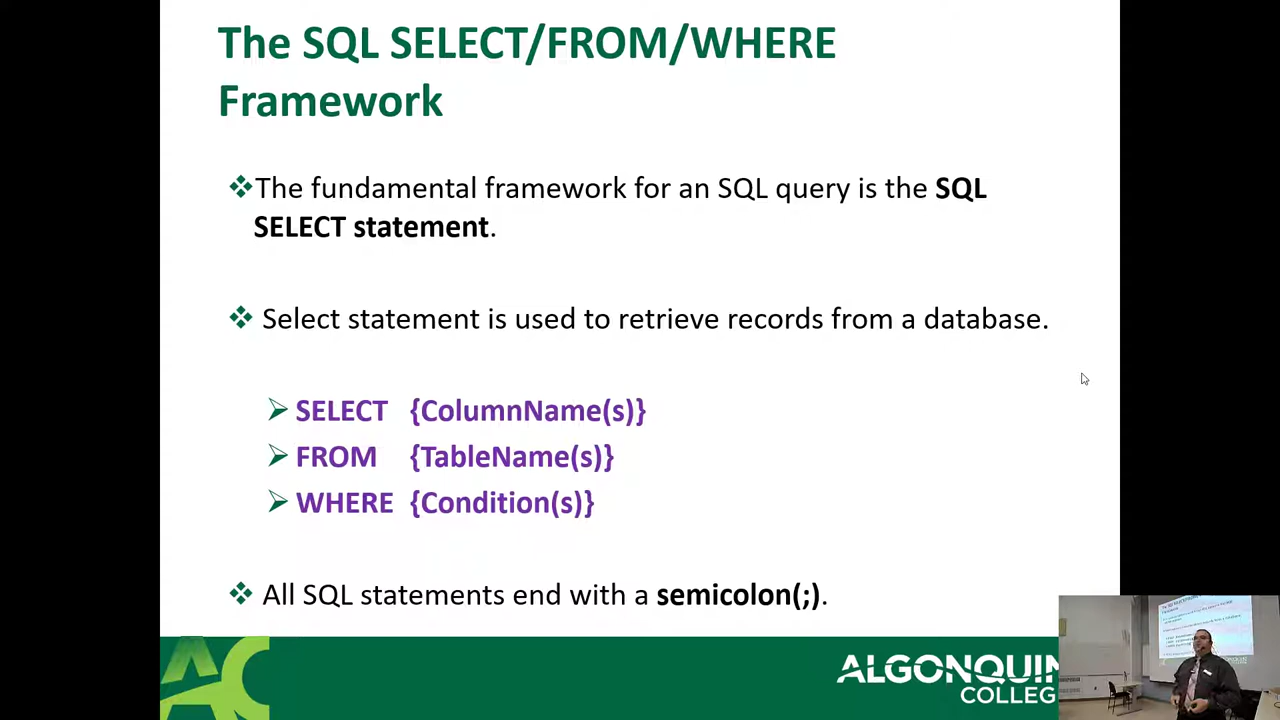 The SQL SELECT/FROM/WHERE
Framework
❖The fundamental framework for an SQL query is the SQL
SELECT statement.
❖ Select statement is used to retrieve records from a database.
➢ SELECT {ColumnName(s)}
➢ FROM {TableName(s)}
➢ WHERE {Condition(s)}
❖ All SQL statements end with a semicolon(;).
AC
ALGONQUIN
COLLEG